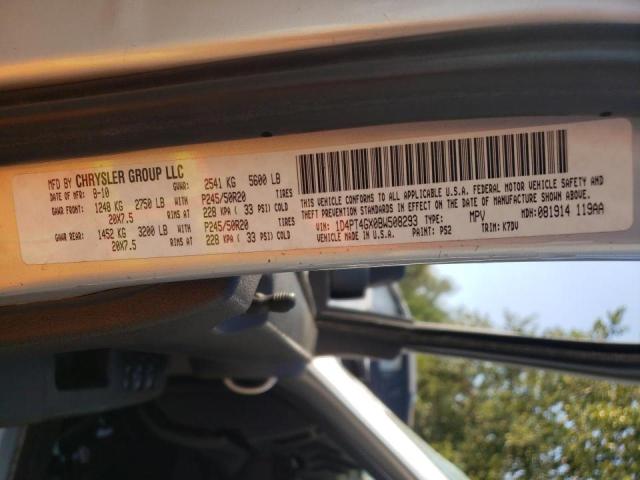 MFD BY CHRYSLER GROUP LLC
DATE OF MFR: 8-10 GVWR: 2541 KG 5600 LB
GAWR FRONT: 1248 KG 2750 LB WITH P245/50R20 TIRES
20X7.5 RIMS AT 228 KPA ( 33 PSI) COLD
GAWR REAR: 1452 KG 3200 LB WITH P245/50R20 TIRES
20X7.5 RIMS AT 228 KPA ( 33 PSI) COLD
THIS VEHICLE CONFORMS TO ALL APPLICABLE U.S.A. FEDERAL MOTOR VEHICLE SAFETY AND
THEFT PREVENTION STANDARDS IN EFFECT ON THE DATE OF MANUFACTURE SHOWN ABOVE.
VIN: 1D4PT4GX0BW508293 TYPE: MPV MDH: 081914 119AA
VEHICLE MADE IN U.S.A. PAINT: PS2 TRIM: K7DV